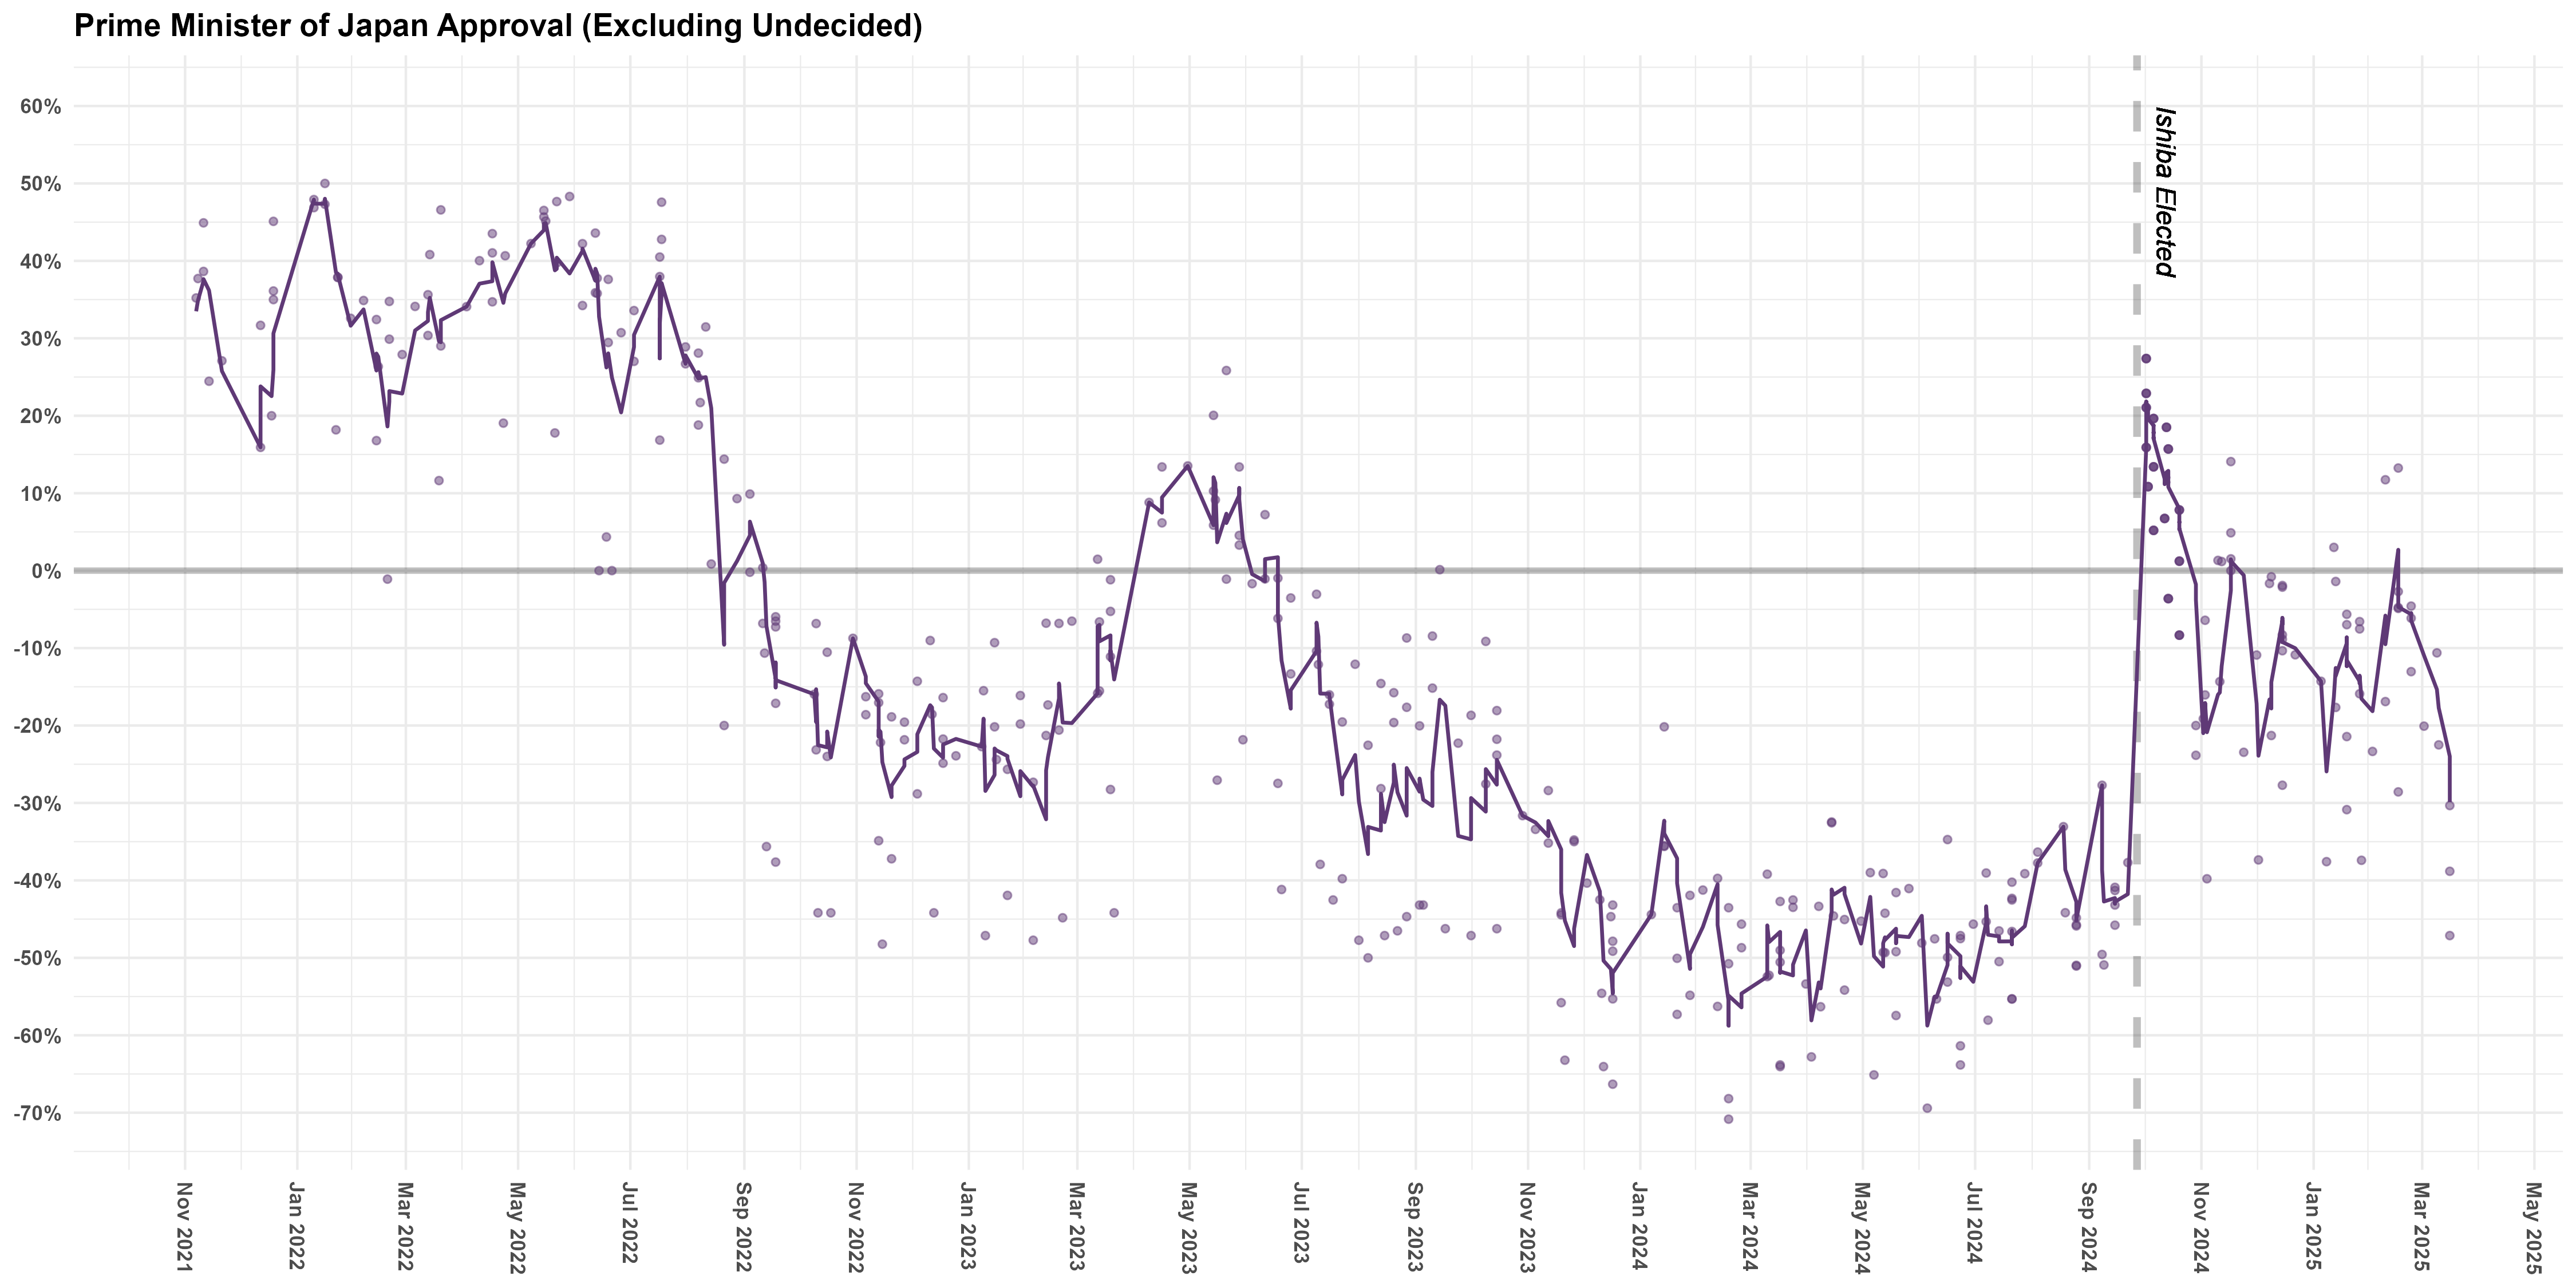 Prime Minister of Japan Approval (Excluding Undecided)
60%
50%
40%
30%
20%
10%
0%
-10%
-20%
-30%
-40%
-50%
-60%
-70%
Ishiba Elected
Nov 2021
Jan 2022
Mar 2022
May 2022
Jul 2022
Sep 2022
Nov 2022
Jan 2023
Mar 2023
May 2023
Jul 2023
Sep 2023
Nov 2023
Jan 2024
Mar 2024
May 2024
Jul 2024
Sep 2024
Nov 2024
Jan 2025
Mar 2025
May 2025